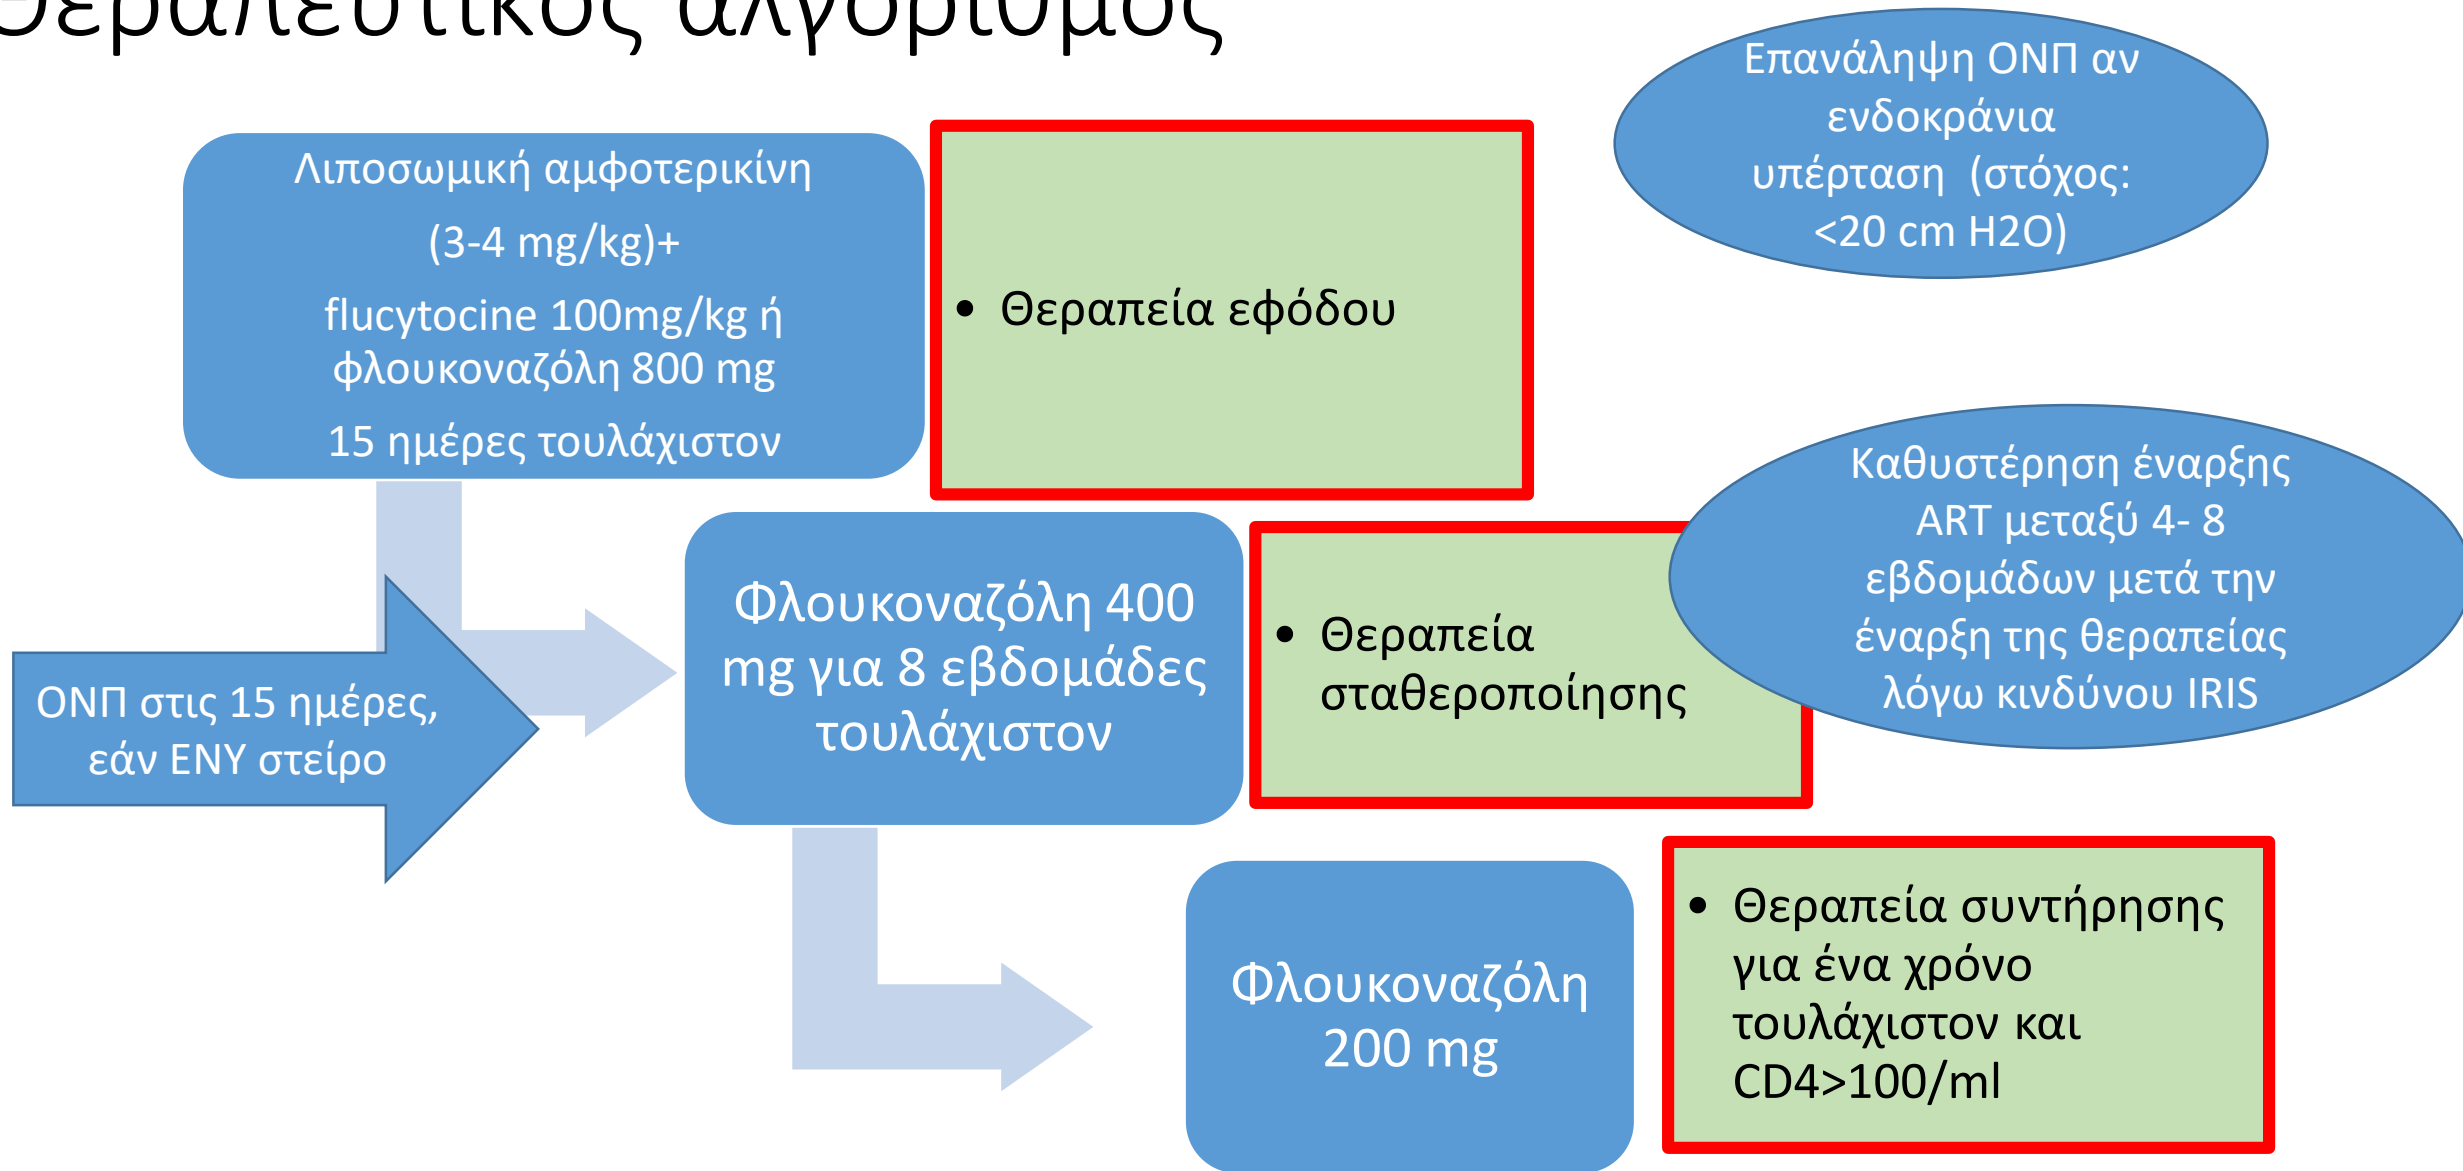 Θεραπευτικός αλγόριθμος
Επανάληψη ΟΝΠ αν
ενδοκράνια
υπέρταση (στόχος:
<20 cm H2O)
Λιποσωμική αμφοτερικίνη
(3-4 mg/kg)+
flucytocine 100mg/kg ή
φλουκοναζόλη 800 mg
15 ημέρες τουλάχιστον
• Θεραπεία εφόδου
Καθυστέρηση έναρξης
ART μεταξύ 4- 8
εβδομάδων μετά την
έναρξη της θεραπείας
λόγω κινδύνου IRIS
Φλουκοναζόλη 400
mg για 8 εβδομάδες
τουλάχιστον
• Θεραπεία
σταθεροποίησης
ΟΝΠ στις 15 ημέρες,
εάν ΕΝΥ στείρο
Φλουκοναζόλη
200 mg
• Θεραπεία συντήρησης
για ένα χρόνο
τουλάχιστον και
CD4>100/ml